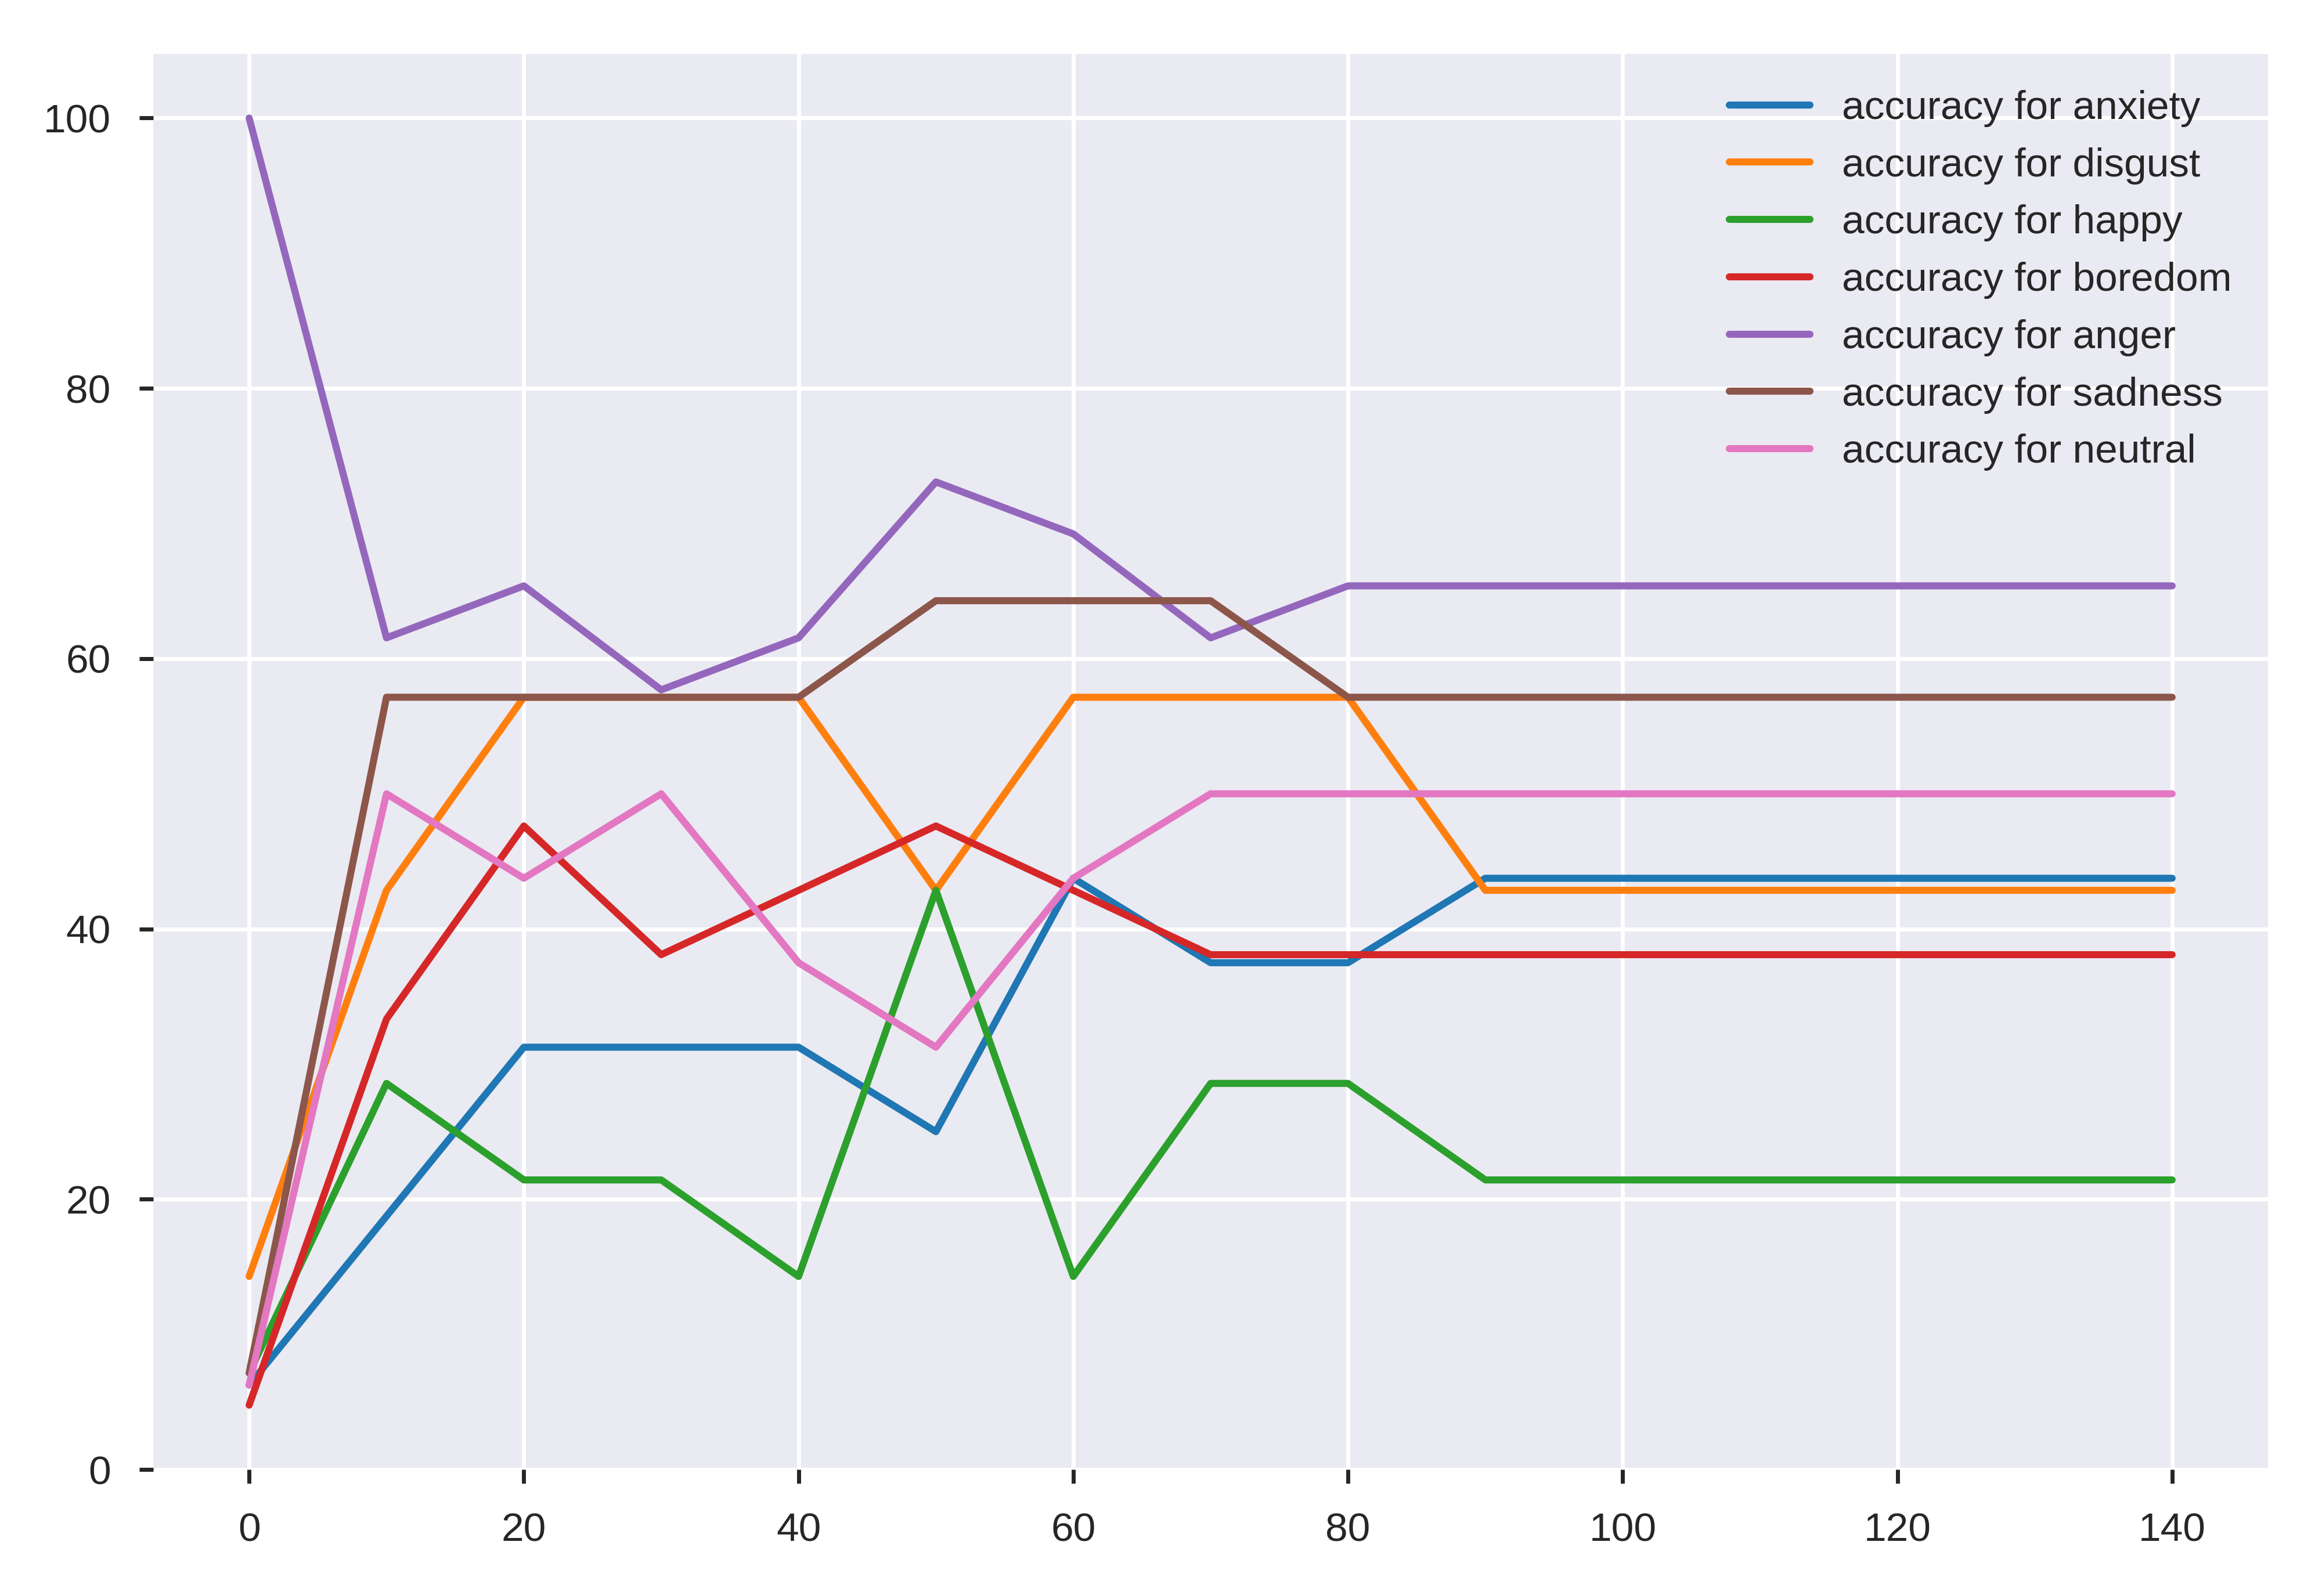 100
80
60
40
20
0
0 20 40 60 80 100 120 140
accuracy for anxiety
accuracy for disgust
accuracy for happy
accuracy for boredom
accuracy for anger
accuracy for sadness
accuracy for neutral